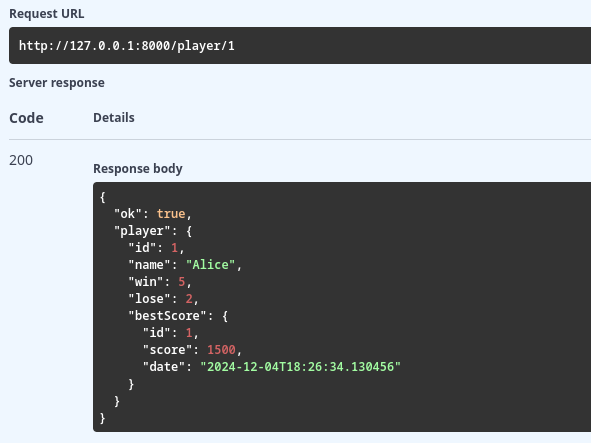 Request URL
http://127.0.0.1:8000/player/1
Server response
Code Details
200
Response body
{
  "ok": true,
  "player": {
    "id": 1,
    "name": "Alice",
    "win": 5,
    "lose": 2,
    "bestScore": {
      "id": 1,
      "score": 1500,
      "date": "2024-12-04T18:26:34.130456"
    }
  }
}